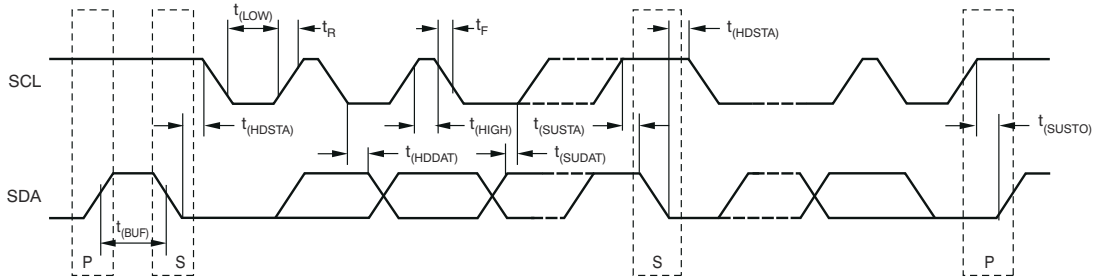 t(LOW) tR tF t(HDSTA)
SCL
t(HDSTA) t(HIGH) t(SUSTA) t(SUSTO)
t(HDDAT) t(SUDAT)
SDA
t(BUF)
P S S P